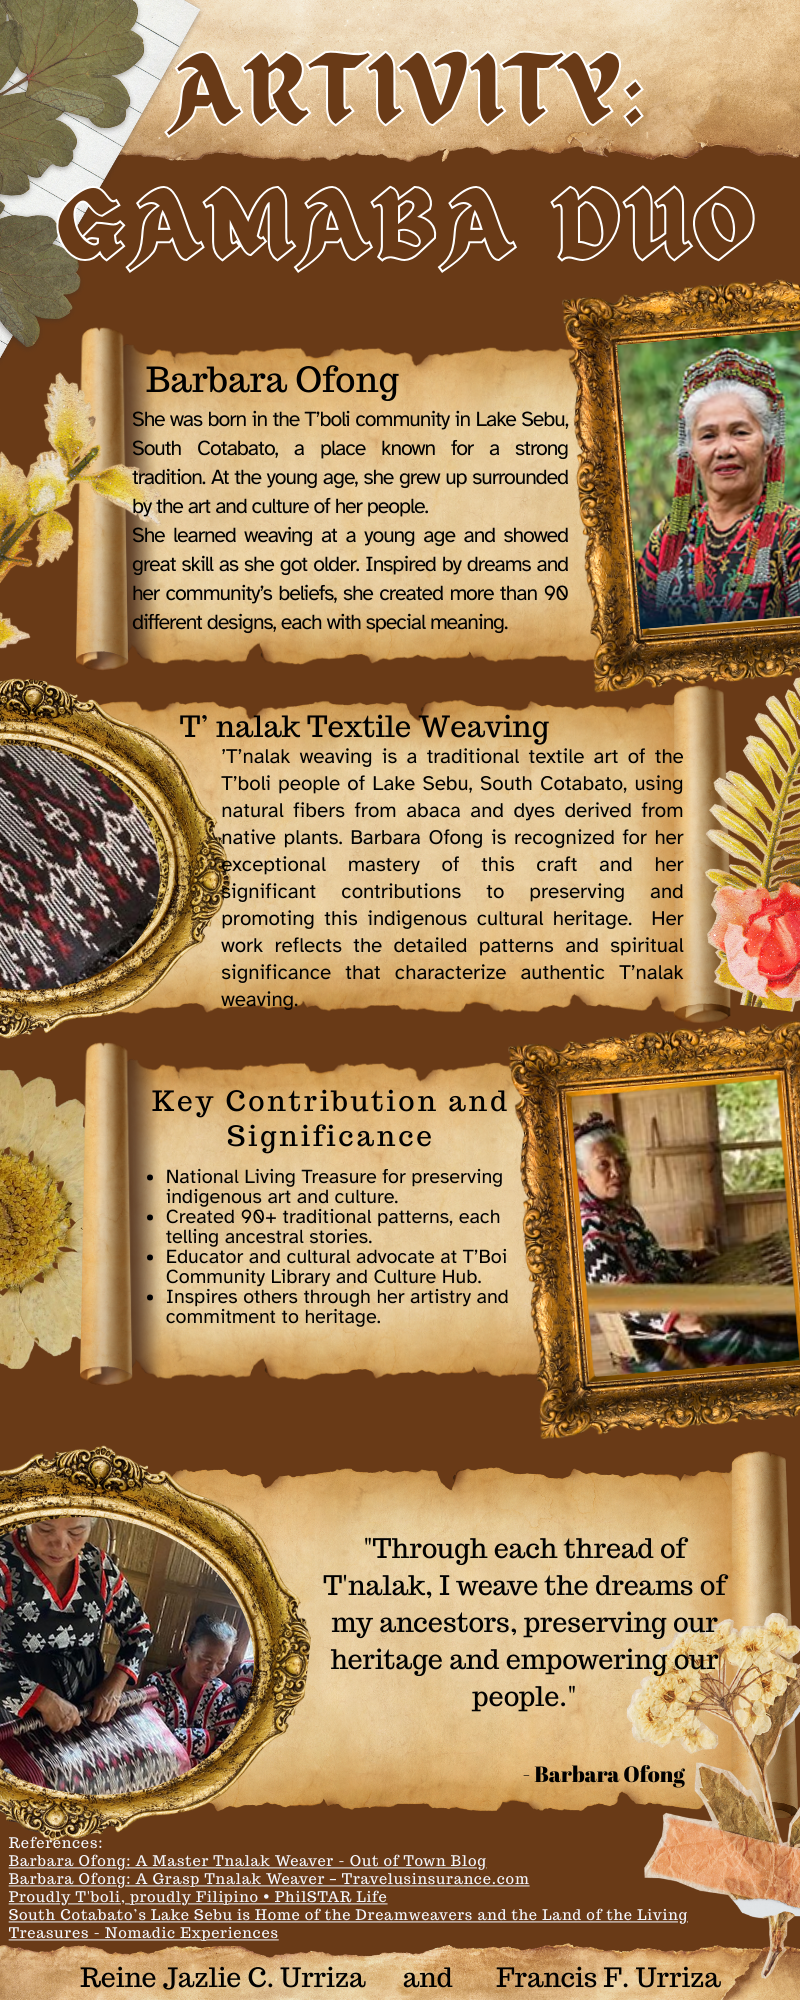 ARTIVITY:
GAMABA DUO
Barbara Ofong
She was born in the T'boli community in Lake Sebu,
South Cotabato, a place known for a strong
tradition. At the young age, she grew up surrounded
by the art and culture of her people.
She learned weaving at a young age and showed
great skill as she got older. Inspired by dreams and
her community's beliefs, she created more than 90
different designs, each with special meaning.
T' nalak Textile Weaving
'T'nalak weaving is a traditional textile art of the
T'boli people of Lake Sebu, South Cotabato, using
natural fibers from abaca and dyes derived from
native plants. Barbara Ofong is recognized for her
exceptional mastery of this craft and her
significant contributions to preserving and
promoting this indigenous cultural heritage. Her
work reflects the detailed patterns and spiritual
significance that characterize authentic T'nalak
weaving.
Key Contribution and
Significance
• National Living Treasure for preserving
indigenous art and culture.
• Created 90+ traditional patterns, each
telling ancestral stories.
• Educator and cultural advocate at T'Boi
Community Library and Culture Hub.
• Inspires others through her artistry and
commitment to heritage.
"Through each thread of
T'nalak, I weave the dreams of
my ancestors, preserving our
heritage and empowering our
people."
- Barbara Ofong
References:
Barbara Ofong: A Master Tnalak Weaver - Out of Town Blog
Barbara Ofong: A Grasp Tnalak Weaver – Travelusinsurance.com
Proudly T'boli, proudly Filipino • PhilSTAR Life
South Cotabato's Lake Sebu is Home of the Dreamweavers and the Land of the Living
Treasures - Nomadic Experiences
Reine Jazlie C. Urriza and Francis F. Urriza